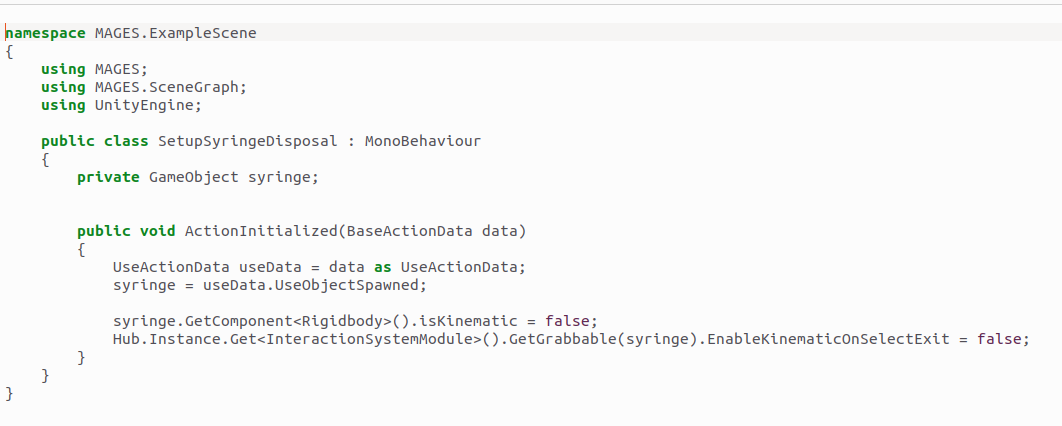 namespace MAGES.ExampleScene
{
    using MAGES;
    using MAGES.SceneGraph;
    using UnityEngine;

    public class SetupSyringeDisposal : MonoBehaviour
    {
        private GameObject syringe;


        public void ActionInitialized(BaseActionData data)
        {
            UseActionData useData = data as UseActionData;
            syringe = useData.UseObjectSpawned;

            syringe.GetComponent<Rigidbody>().isKinematic = false;
            Hub.Instance.Get<InteractionSystemModule>().GetGrabbable(syringe).EnableKinematicOnSelectExit = false;
        }
    }
}